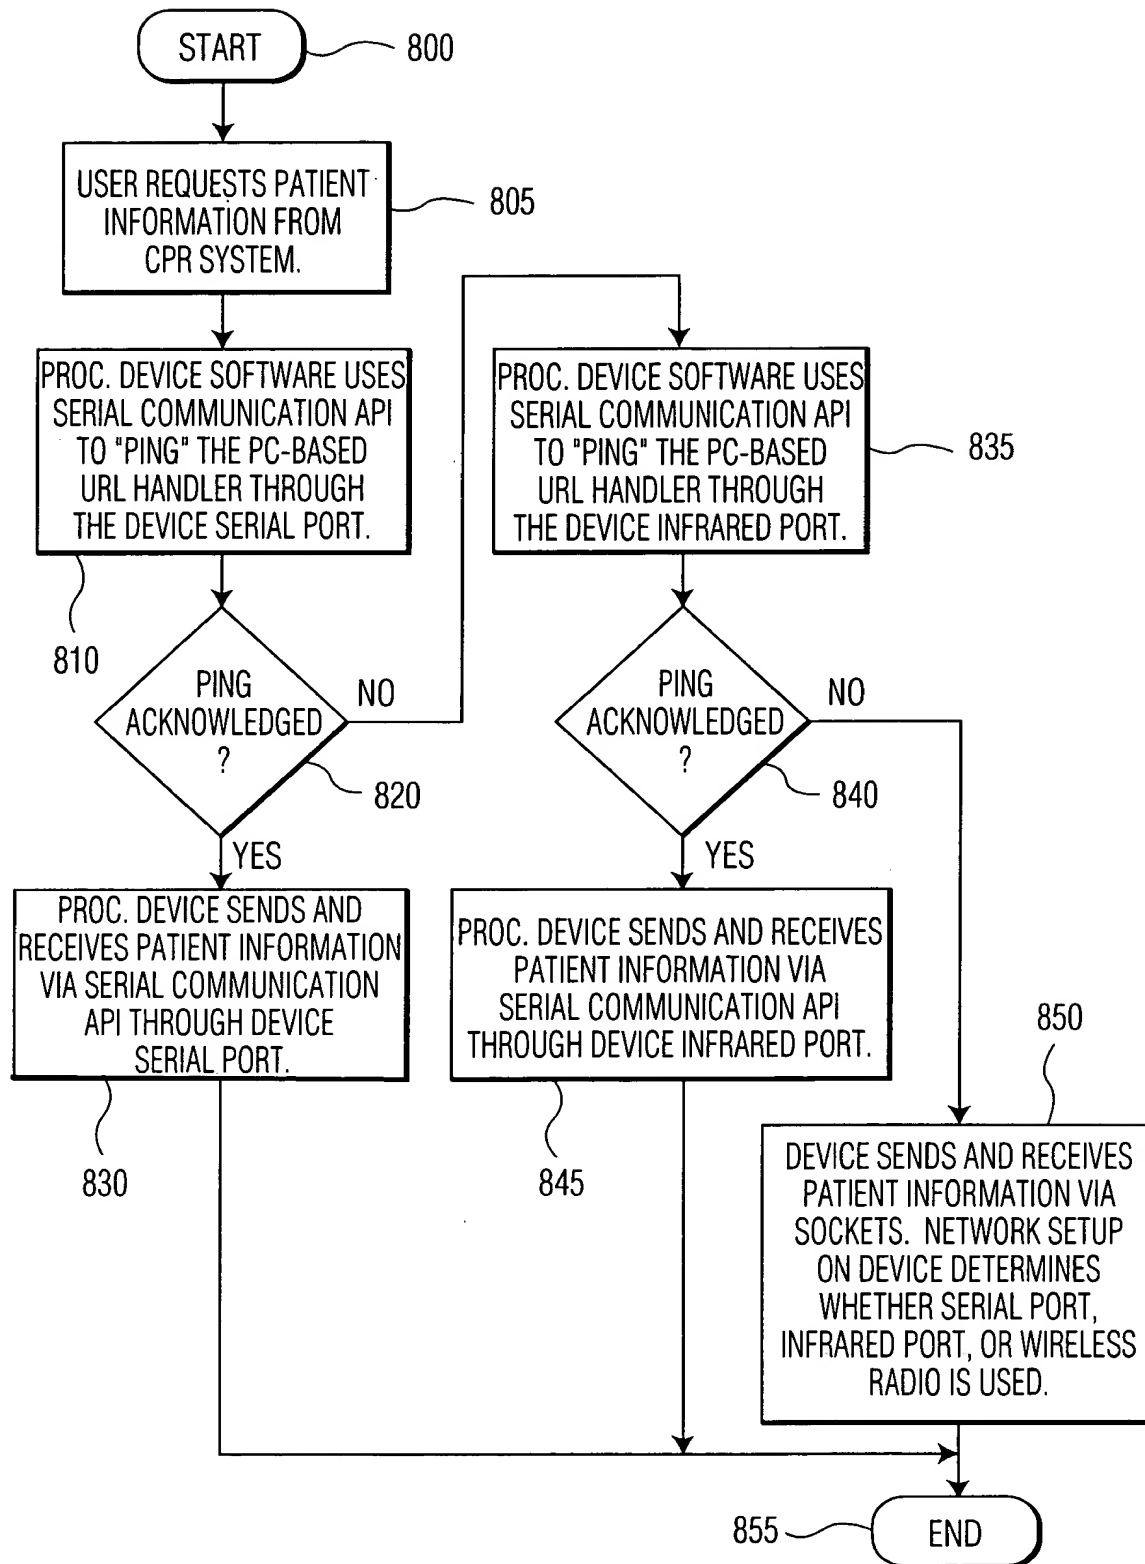 START
800
USER REQUESTS PATIENT
INFORMATION FROM
CPR SYSTEM.
805
PROC. DEVICE SOFTWARE USES
SERIAL COMMUNICATION API
TO "PING" THE PC-BASED
URL HANDLER THROUGH
THE DEVICE SERIAL PORT.
810
PROC. DEVICE SOFTWARE USES
SERIAL COMMUNICATION API
TO "PING" THE PC-BASED
URL HANDLER THROUGH
THE DEVICE INFRARED PORT.
835
PING
ACKNOWLEDGED
?
NO
820
YES
PING
ACKNOWLEDGED
?
NO
840
YES
PROC. DEVICE SENDS AND
RECEIVES PATIENT INFORMATION
VIA SERIAL COMMUNICATION
API THROUGH DEVICE
SERIAL PORT.
830
PROC. DEVICE SENDS AND RECEIVES
PATIENT INFORMATION VIA
SERIAL COMMUNICATION API
THROUGH DEVICE INFRARED PORT.
845
850
DEVICE SENDS AND RECEIVES
PATIENT INFORMATION VIA
SOCKETS. NETWORK SETUP
ON DEVICE DETERMINES
WHETHER SERIAL PORT,
INFRARED PORT, OR WIRELESS
RADIO IS USED.
855
END